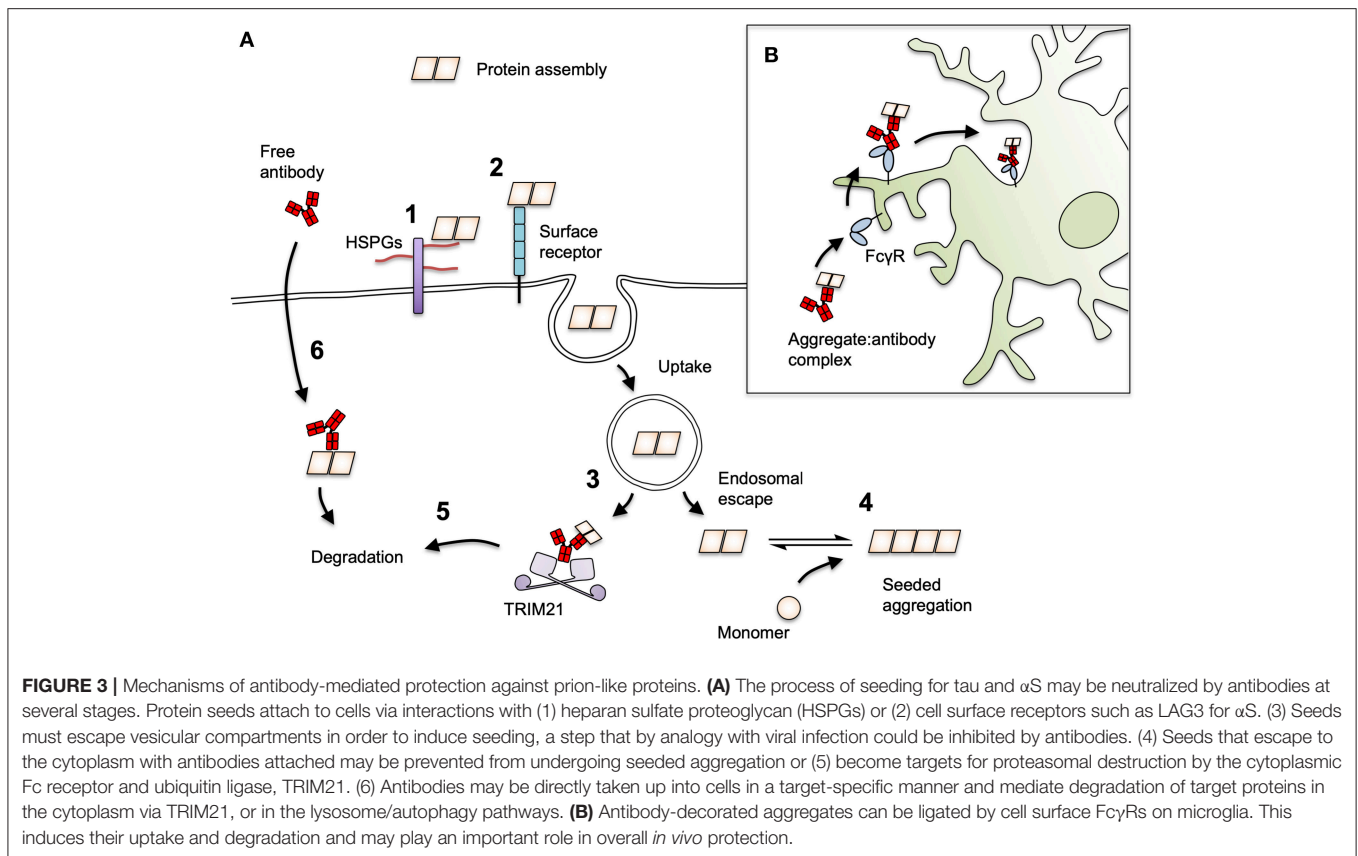 A
Protein assembly
Free
antibody
2
1
HSPGs
Surface
receptor
6
Uptake
3
Endosomal
escape
4
5
Degradation
TRIM21
Monomer
Seeded
aggregation
B
FcγR
Aggregate:antibody
complex
FIGURE 3 | Mechanisms of antibody-mediated protection against prion-like proteins. (A) The process of seeding for tau and αS may be neutralized by antibodies at
several stages. Protein seeds attach to cells via interactions with (1) heparan sulfate proteoglycan (HSPGs) or (2) cell surface receptors such as LAG3 for αS. (3) Seeds
must escape vesicular compartments in order to induce seeding, a step that by analogy with viral infection could be inhibited by antibodies. (4) Seeds that escape to
the cytoplasm with antibodies attached may be prevented from undergoing seeded aggregation or (5) become targets for proteasomal destruction by the cytoplasmic
Fc receptor and ubiquitin ligase, TRIM21. (6) Antibodies may be directly taken up into cells in a target-specific manner and mediate degradation of target proteins in
the cytoplasm via TRIM21, or in the lysosome/autophagy pathways. (B) Antibody-decorated aggregates can be ligated by cell surface FcγRs on microglia. This
induces their uptake and degradation and may play an important role in overall in vivo protection.